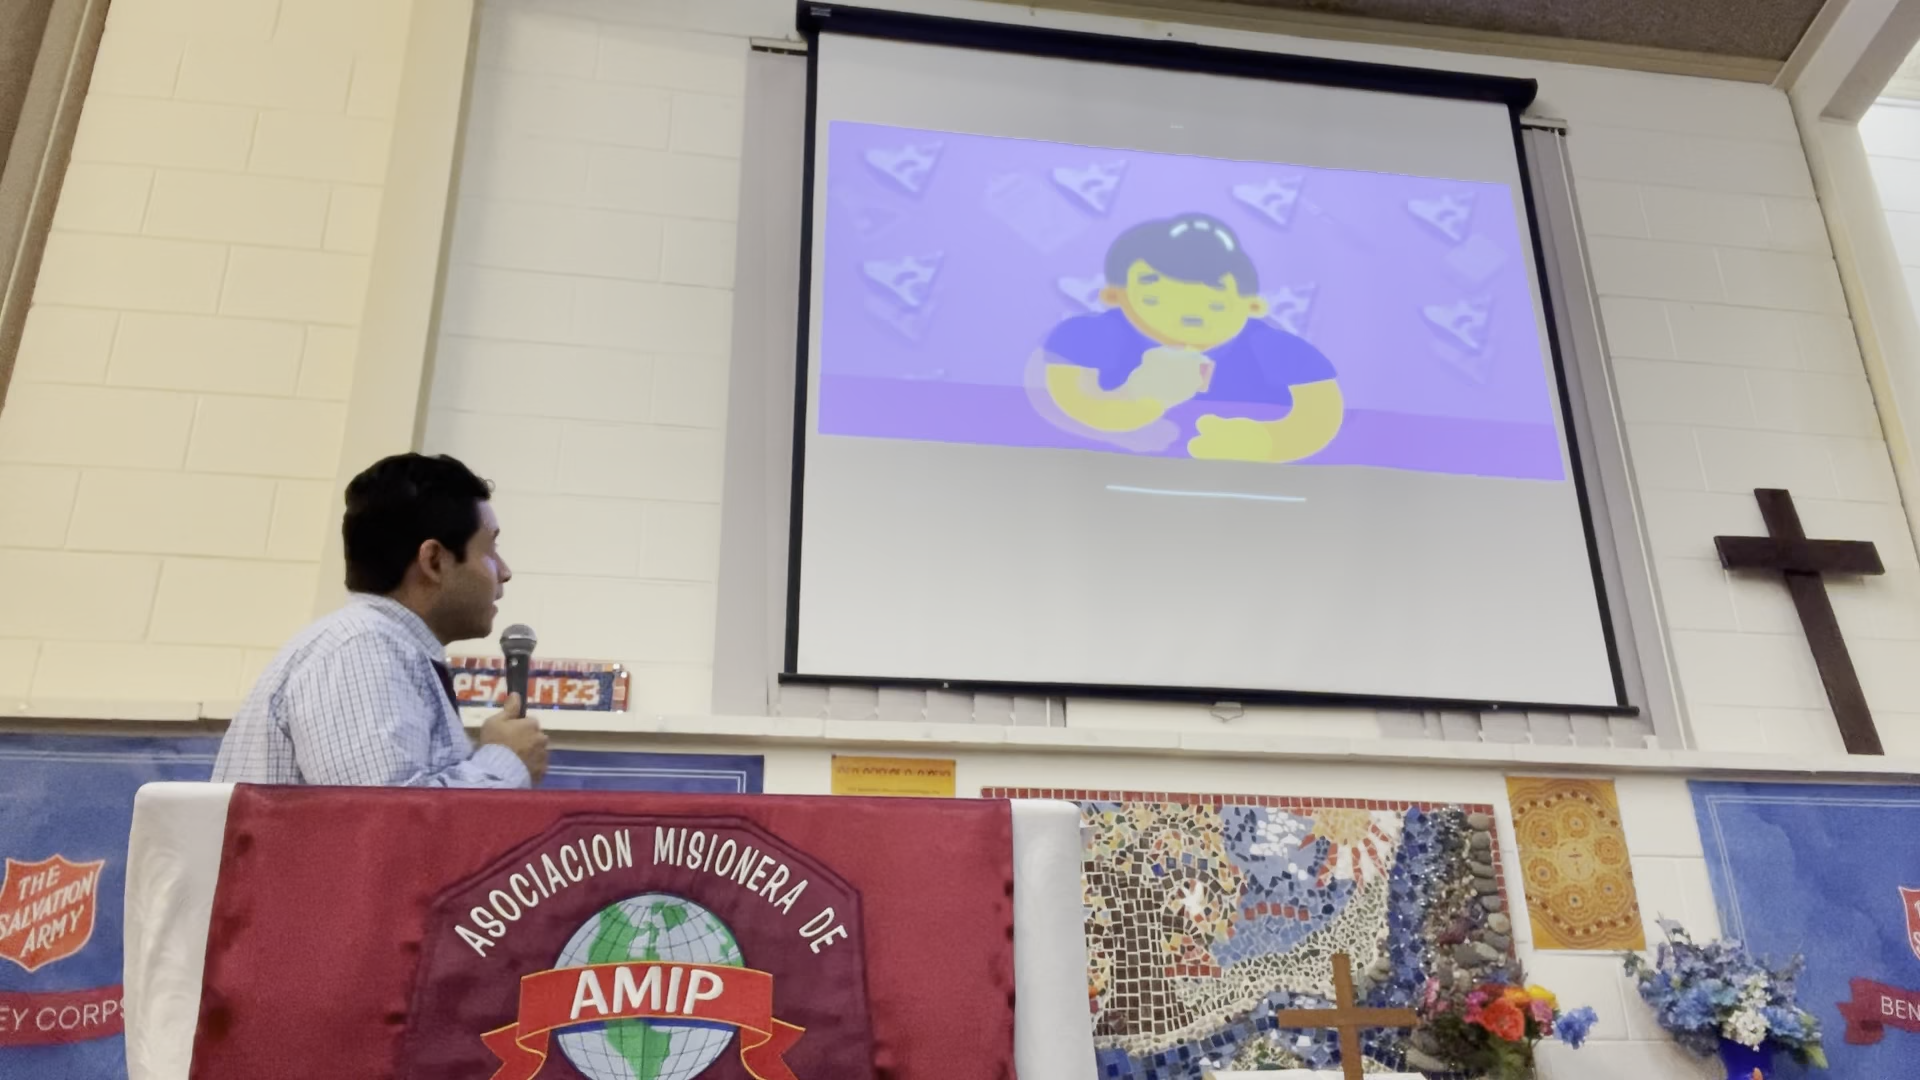 PSALM 23
THE
SALVATION
ARMY
EY CORPS
ASOCIACION MISIONERA DE
AMIP
BEN